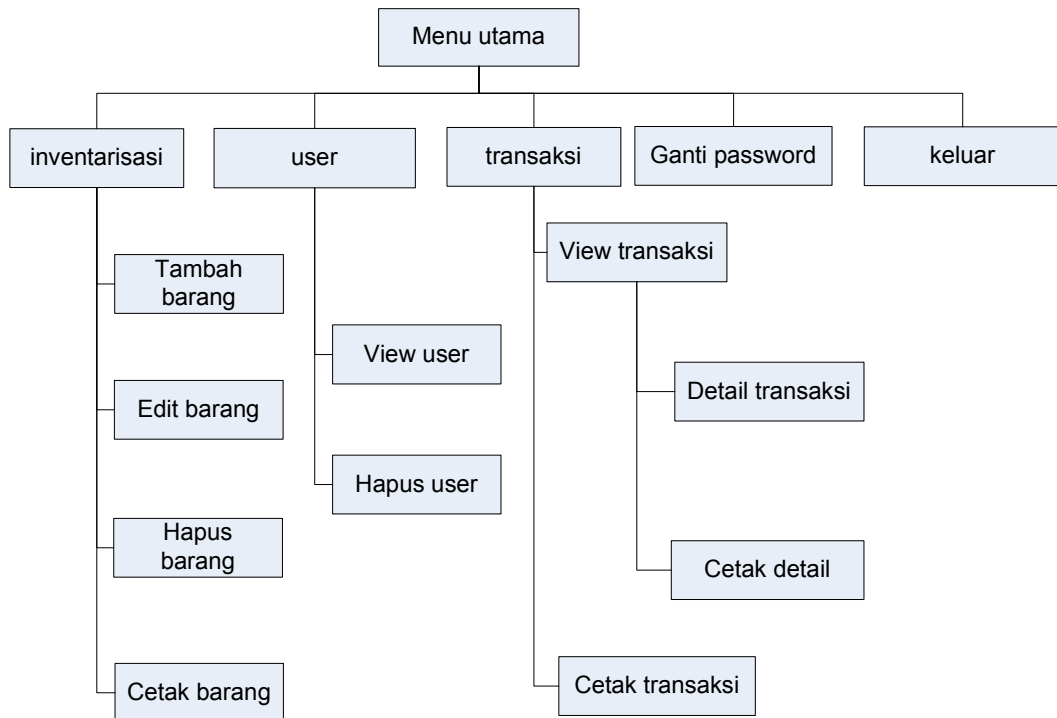 Menu utama
inventarisasi
user
transaksi
Ganti password
keluar
Tambah
barang
Edit barang
Hapus
barang
Cetak barang
View user
Hapus user
View transaksi
Detail transaksi
Cetak detail
Cetak transaksi